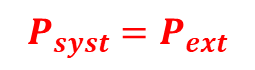 P_syst = P_ext